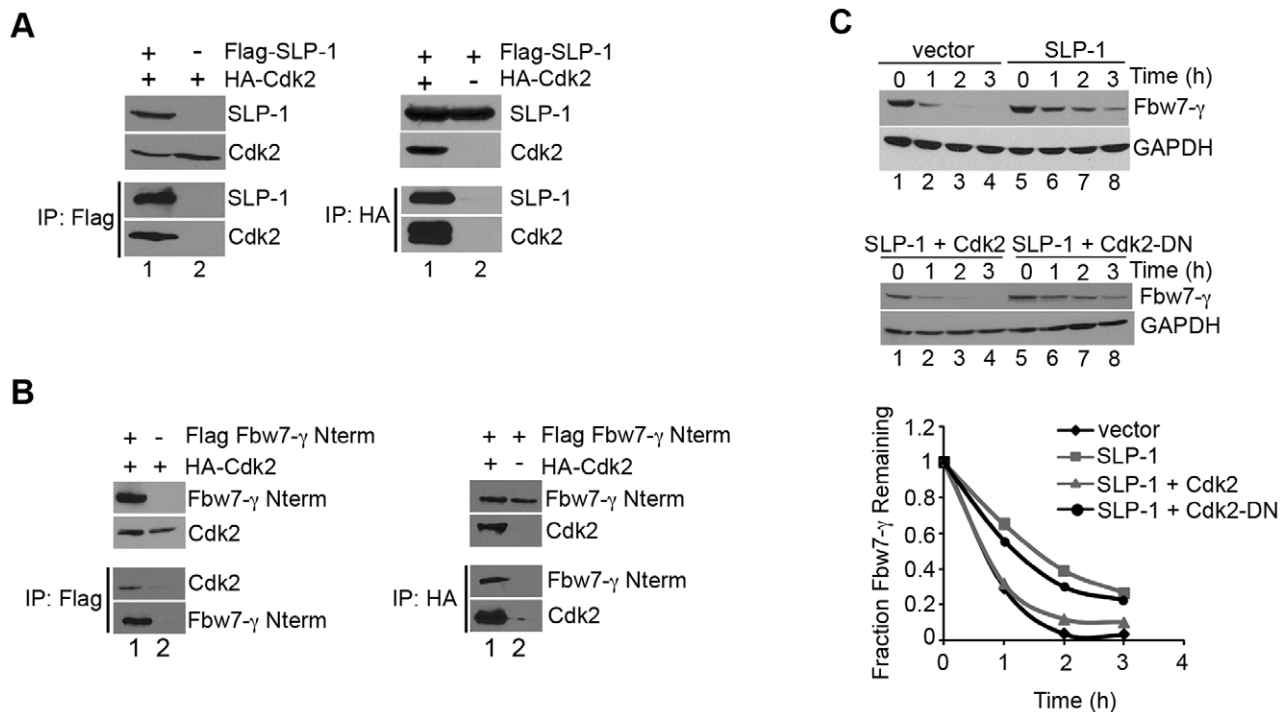 A
+ - Flag-SLP-1
+ + HA-Cdk2
SLP-1
Cdk2
IP: Flag
SLP-1
Cdk2
1 2
+ + Flag-SLP-1
+ - HA-Cdk2
SLP-1
Cdk2
IP: HA
SLP-1
Cdk2
1 2
B
+ - Flag Fbw7-γ Nterm
+ + HA-Cdk2
Fbw7-γ Nterm
Cdk2
IP: Flag
Cdk2
Fbw7-γ Nterm
1 2
+ + Flag Fbw7-γ Nterm
+ - HA-Cdk2
Fbw7-γ Nterm
Cdk2
IP: HA
Fbw7-γ Nterm
Cdk2
1 2
C
vector SLP-1
0 1 2 3 0 1 2 3 Time (h)
Fbw7-γ
GAPDH
1 2 3 4 5 6 7 8
SLP-1 + Cdk2 SLP-1 + Cdk2-DN
0 1 2 3 0 1 2 3 Time (h)
Fbw7-γ
GAPDH
1 2 3 4 5 6 7 8
Fraction Fbw7-γ Remaining
1.2
1
0.8
0.6
0.4
0.2
0
vector
SLP-1
SLP-1 + Cdk2
SLP-1 + Cdk2-DN
0 1 2 3 4
Time (h)